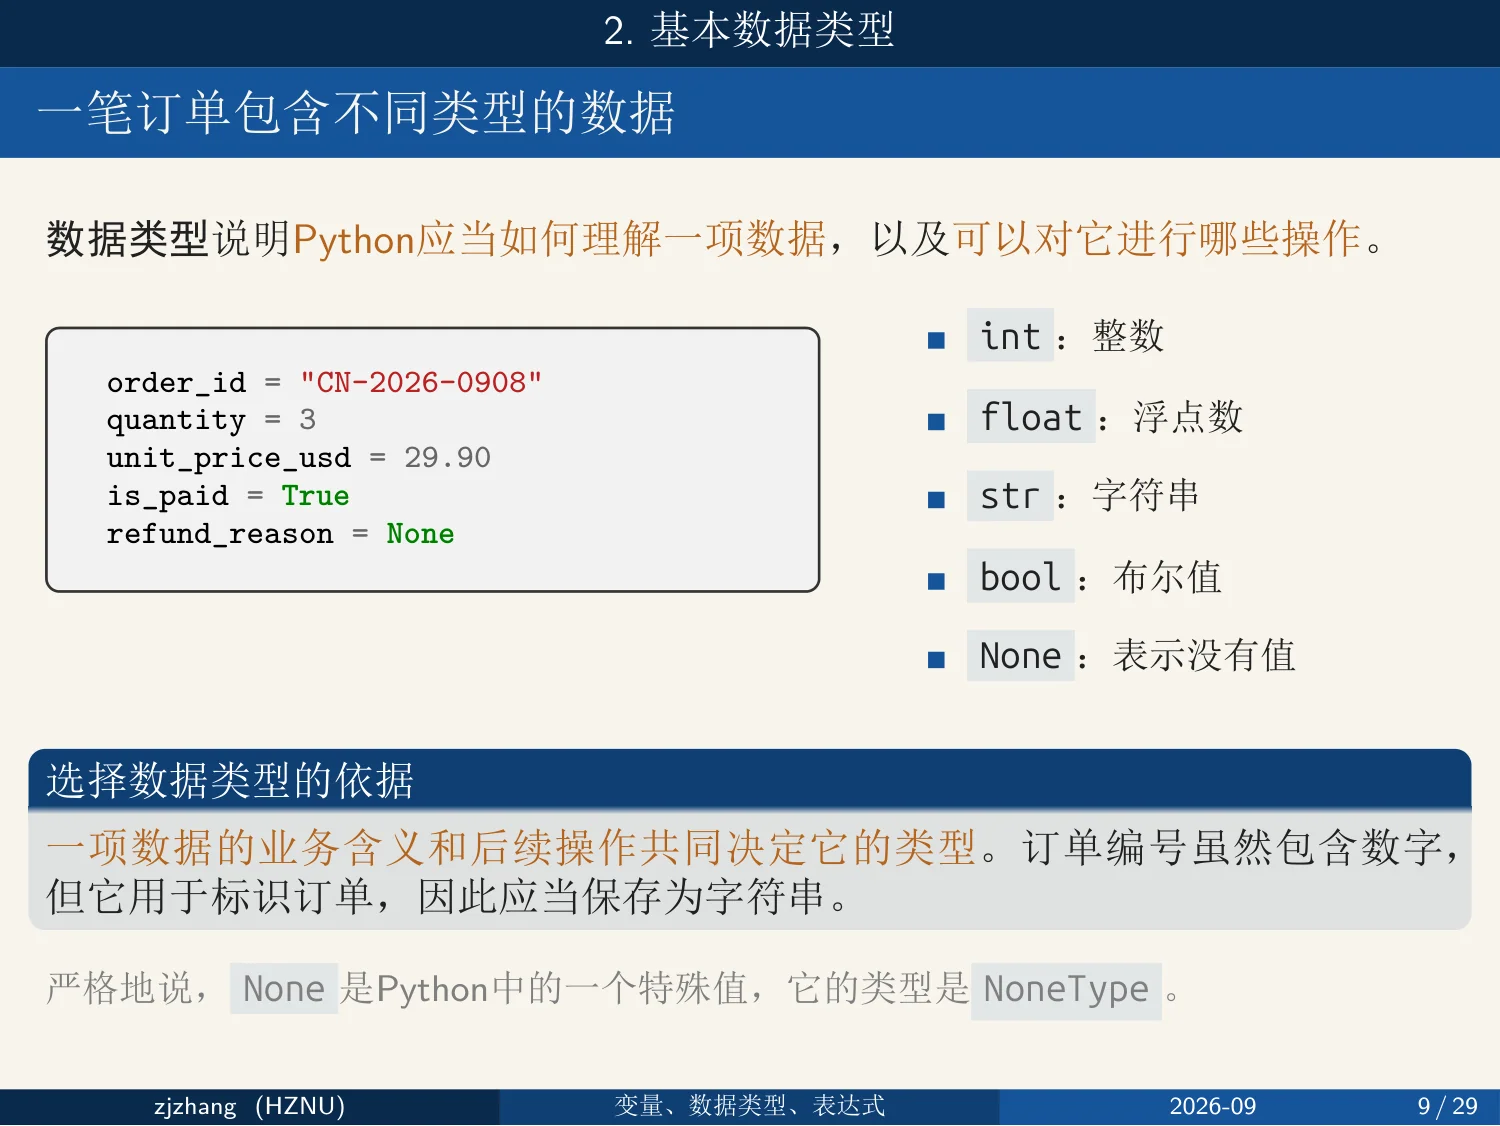 2. 基本数据类型
一笔订单包含不同类型的数据
数据类型说明Python应当如何理解一项数据，以及可以对它进行哪些操作。
order_id = "CN-2026-0908"
quantity = 3
unit_price_usd = 29.90
is_paid = True
refund_reason = None
int：整数
float：浮点数
str：字符串
bool：布尔值
None：表示没有值
选择数据类型的依据
一项数据的业务含义和后续操作共同决定它的类型。订单编号虽然包含数字，
但它用于标识订单，因此应当保存为字符串。
严格地说，None是Python中的一个特殊值，它的类型是NoneType。
zjzhang (HZNU) 变量、数据类型、表达式 2026-09 9 / 29